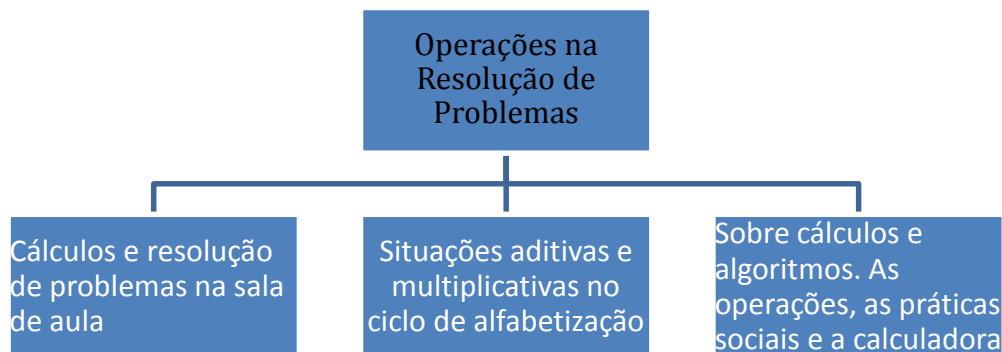 Operações na
Resolução de
Problemas
Cálculos e resolução
de problemas na sala
de aula
Situações aditivas e
multiplicativas no
ciclo de alfabetização
Sobre cálculos e
algoritmos. As
operações, as práticas
sociais e a calculadora